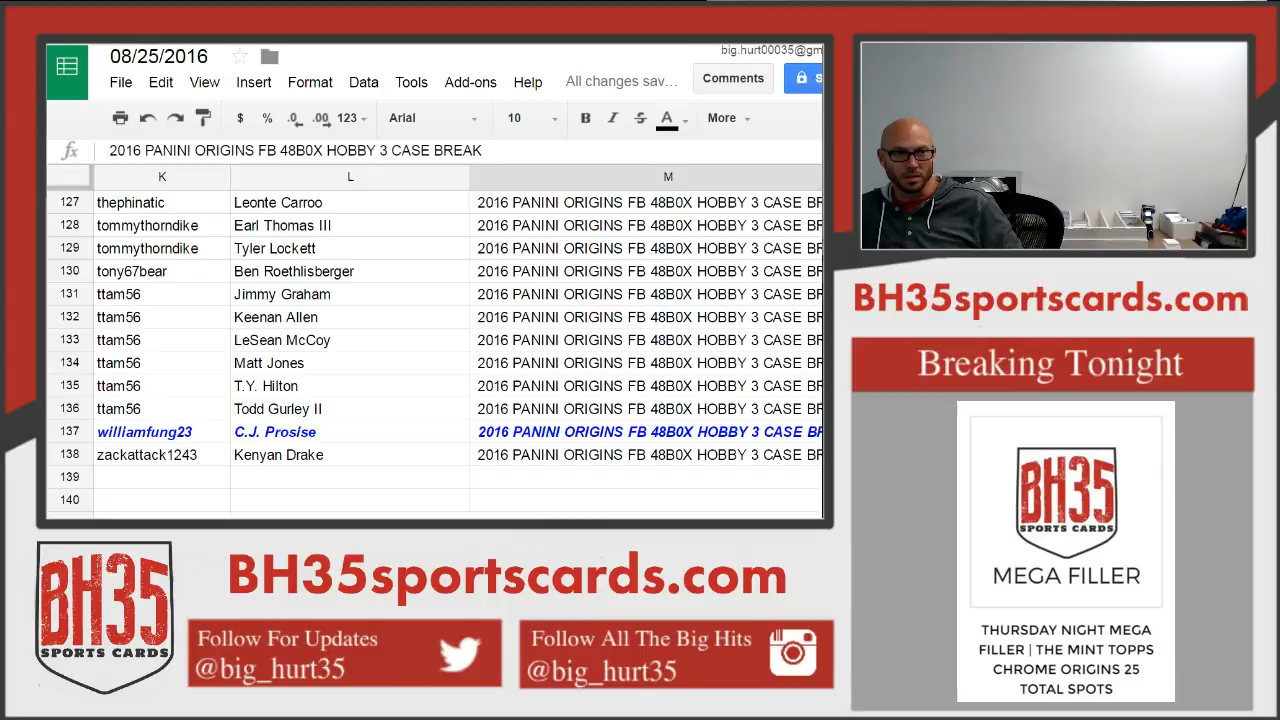 08/25/2016
big.hurt00035@gm
File Edit View Insert Format Data Tools Add-ons Help All changes sav… Comments
$ % .0 .00 123 Arial 10 B I S A More
fx 2016 PANINI ORIGINS FB 48B0X HOBBY 3 CASE BREAK
K L M
127 thephinatic Leonte Carroo 2016 PANINI ORIGINS FB 48B0X HOBBY 3 CASE BR
128 tommythorndike Earl Thomas III 2016 PANINI ORIGINS FB 48B0X HOBBY 3 CASE BR
129 tommythorndike Tyler Lockett 2016 PANINI ORIGINS FB 48B0X HOBBY 3 CASE BR
130 tony67bear Ben Roethlisberger 2016 PANINI ORIGINS FB 48B0X HOBBY 3 CASE BR
131 ttam56 Jimmy Graham 2016 PANINI ORIGINS FB 48B0X HOBBY 3 CASE BR
132 ttam56 Keenan Allen 2016 PANINI ORIGINS FB 48B0X HOBBY 3 CASE BR
133 ttam56 LeSean McCoy 2016 PANINI ORIGINS FB 48B0X HOBBY 3 CASE BR
134 ttam56 Matt Jones 2016 PANINI ORIGINS FB 48B0X HOBBY 3 CASE BR
135 ttam56 T.Y. Hilton 2016 PANINI ORIGINS FB 48B0X HOBBY 3 CASE BR
136 ttam56 Todd Gurley II 2016 PANINI ORIGINS FB 48B0X HOBBY 3 CASE BR
137 williamfung23 C.J. Prosise 2016 PANINI ORIGINS FB 48B0X HOBBY 3 CASE BR
138 zackattack1243 Kenyan Drake 2016 PANINI ORIGINS FB 48B0X HOBBY 3 CASE BR
139
140
BH35sportscards.com
Breaking Tonight
BH35
SPORTS CARDS
MEGA FILLER
THURSDAY NIGHT MEGA
FILLER | THE MINT TOPPS
CHROME ORIGINS 25
TOTAL SPOTS
BH35
SPORTS CARDS
BH35sportscards.com
Follow For Updates
@big_hurt35
Follow All The Big Hits
@big_hurt35